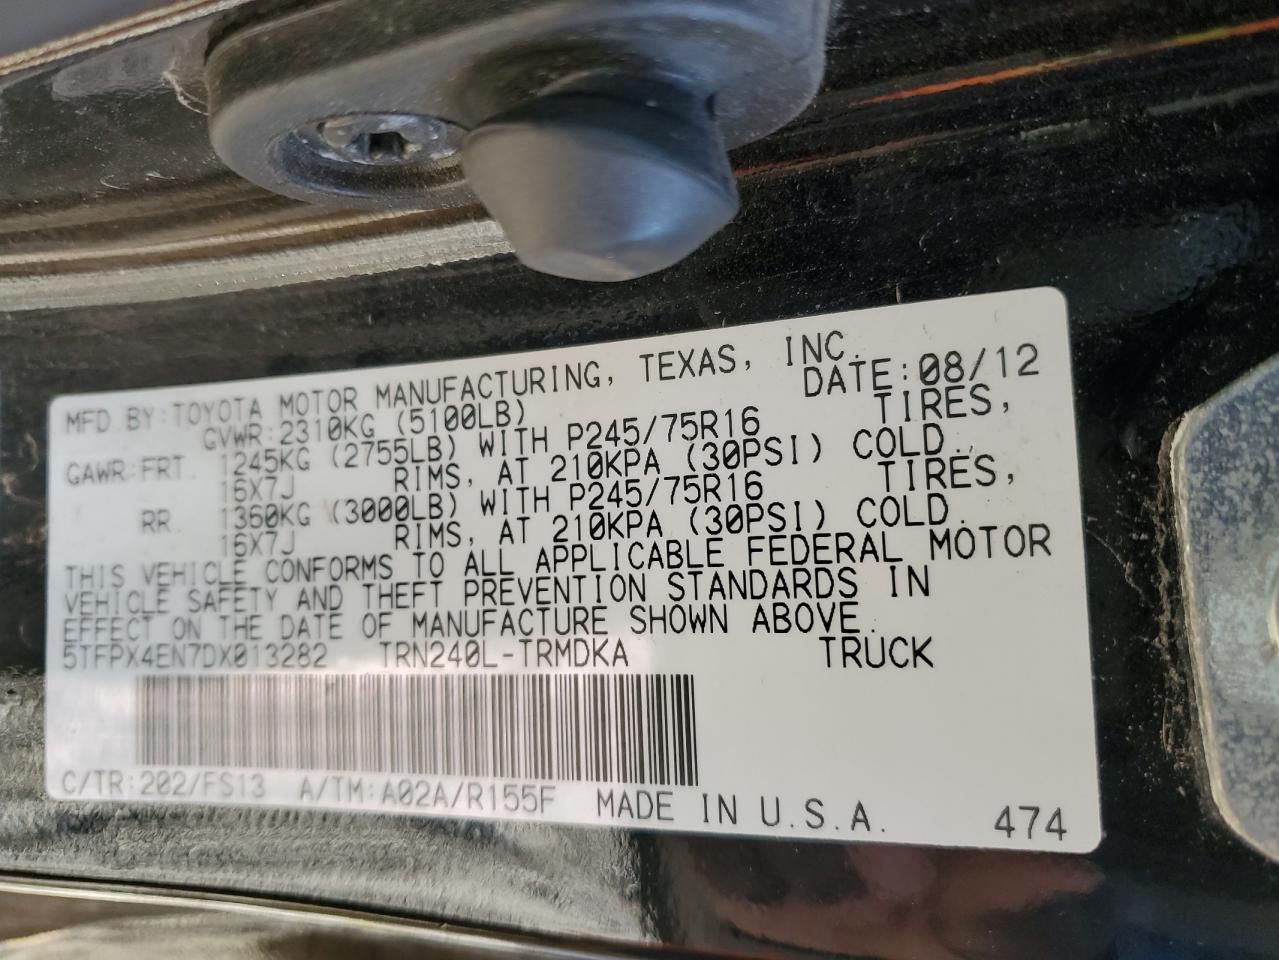 MFD. BY: TOYOTA MOTOR MANUFACTURING, TEXAS, INC.
GVWR: 2310KG (5100LB) DATE: 08/12
GAWR: FRT. 1245KG (2755LB) WITH P245/75R16 TIRES,
16X7J RIMS, AT 210KPA (30PSI) COLD.
RR. 1360KG (3000LB) WITH P245/75R16 TIRES,
16X7J RIMS, AT 210KPA (30PSI) COLD.
THIS VEHICLE CONFORMS TO ALL APPLICABLE FEDERAL MOTOR
VEHICLE SAFETY AND THEFT PREVENTION STANDARDS IN
EFFECT ON THE DATE OF MANUFACTURE SHOWN ABOVE.
5TFPX4EN7DX013282 TRN240L-TRMDKA TRUCK
C/TR: 202/FS13 A/TM: A02A/R155F MADE IN U.S.A. 474